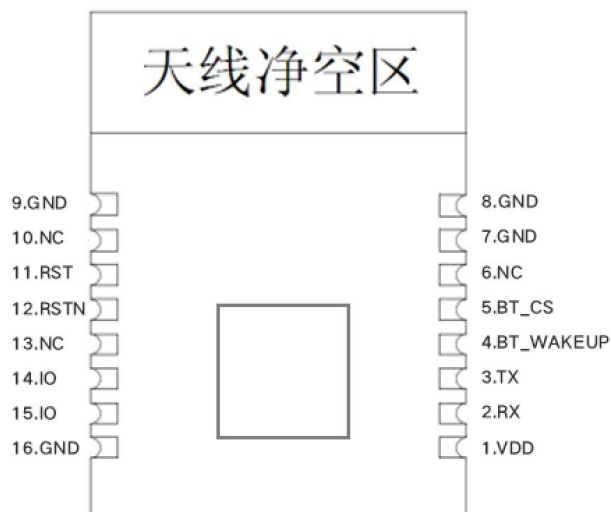 天线净空区
9.GND
10.NC
11.RST
12.RSTN
13.NC
14.IO
15.IO
16.GND
8.GND
7.GND
6.NC
5.BT_CS
4.BT_WAKEUP
3.TX
2.RX
1.VDD